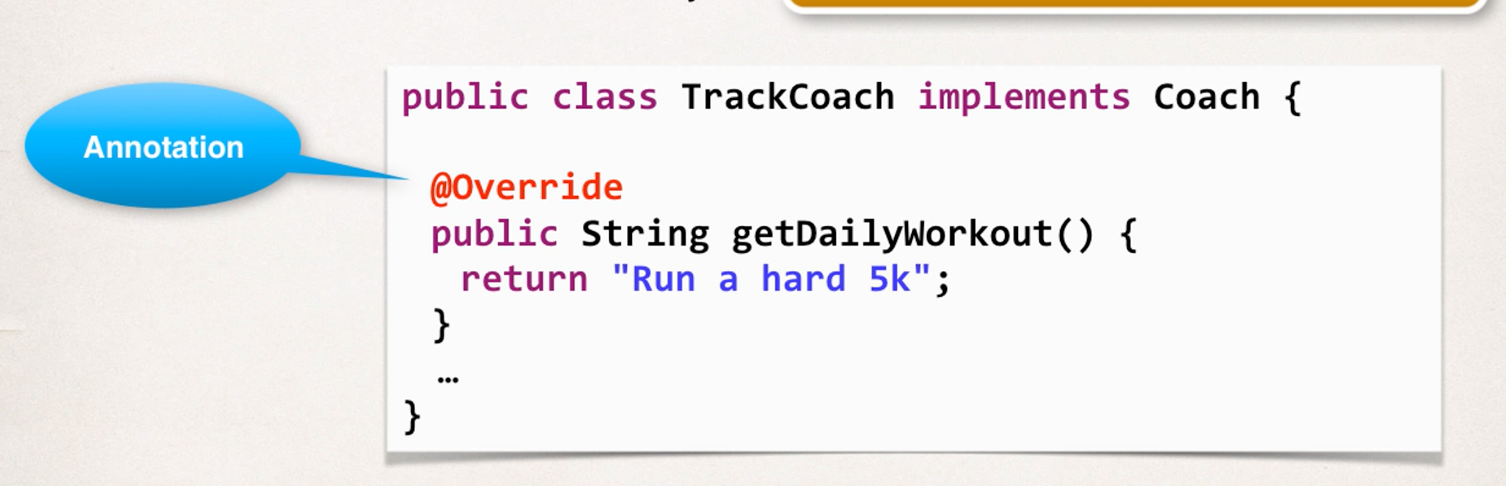 Annotation
public class TrackCoach implements Coach {
@Override
public String getDailyWorkout() {
return "Run a hard 5k";
}
…
}